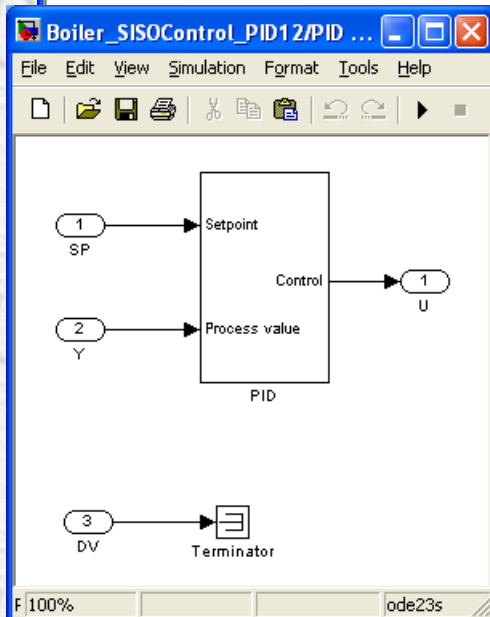 Boiler_SISOControl_PID12/PID ...
File Edit View Simulation Format Tools Help
1
SP
Setpoint
Control
1
U
2
Y
Process value
PID
3
DV
Terminator
F 100% ode23s